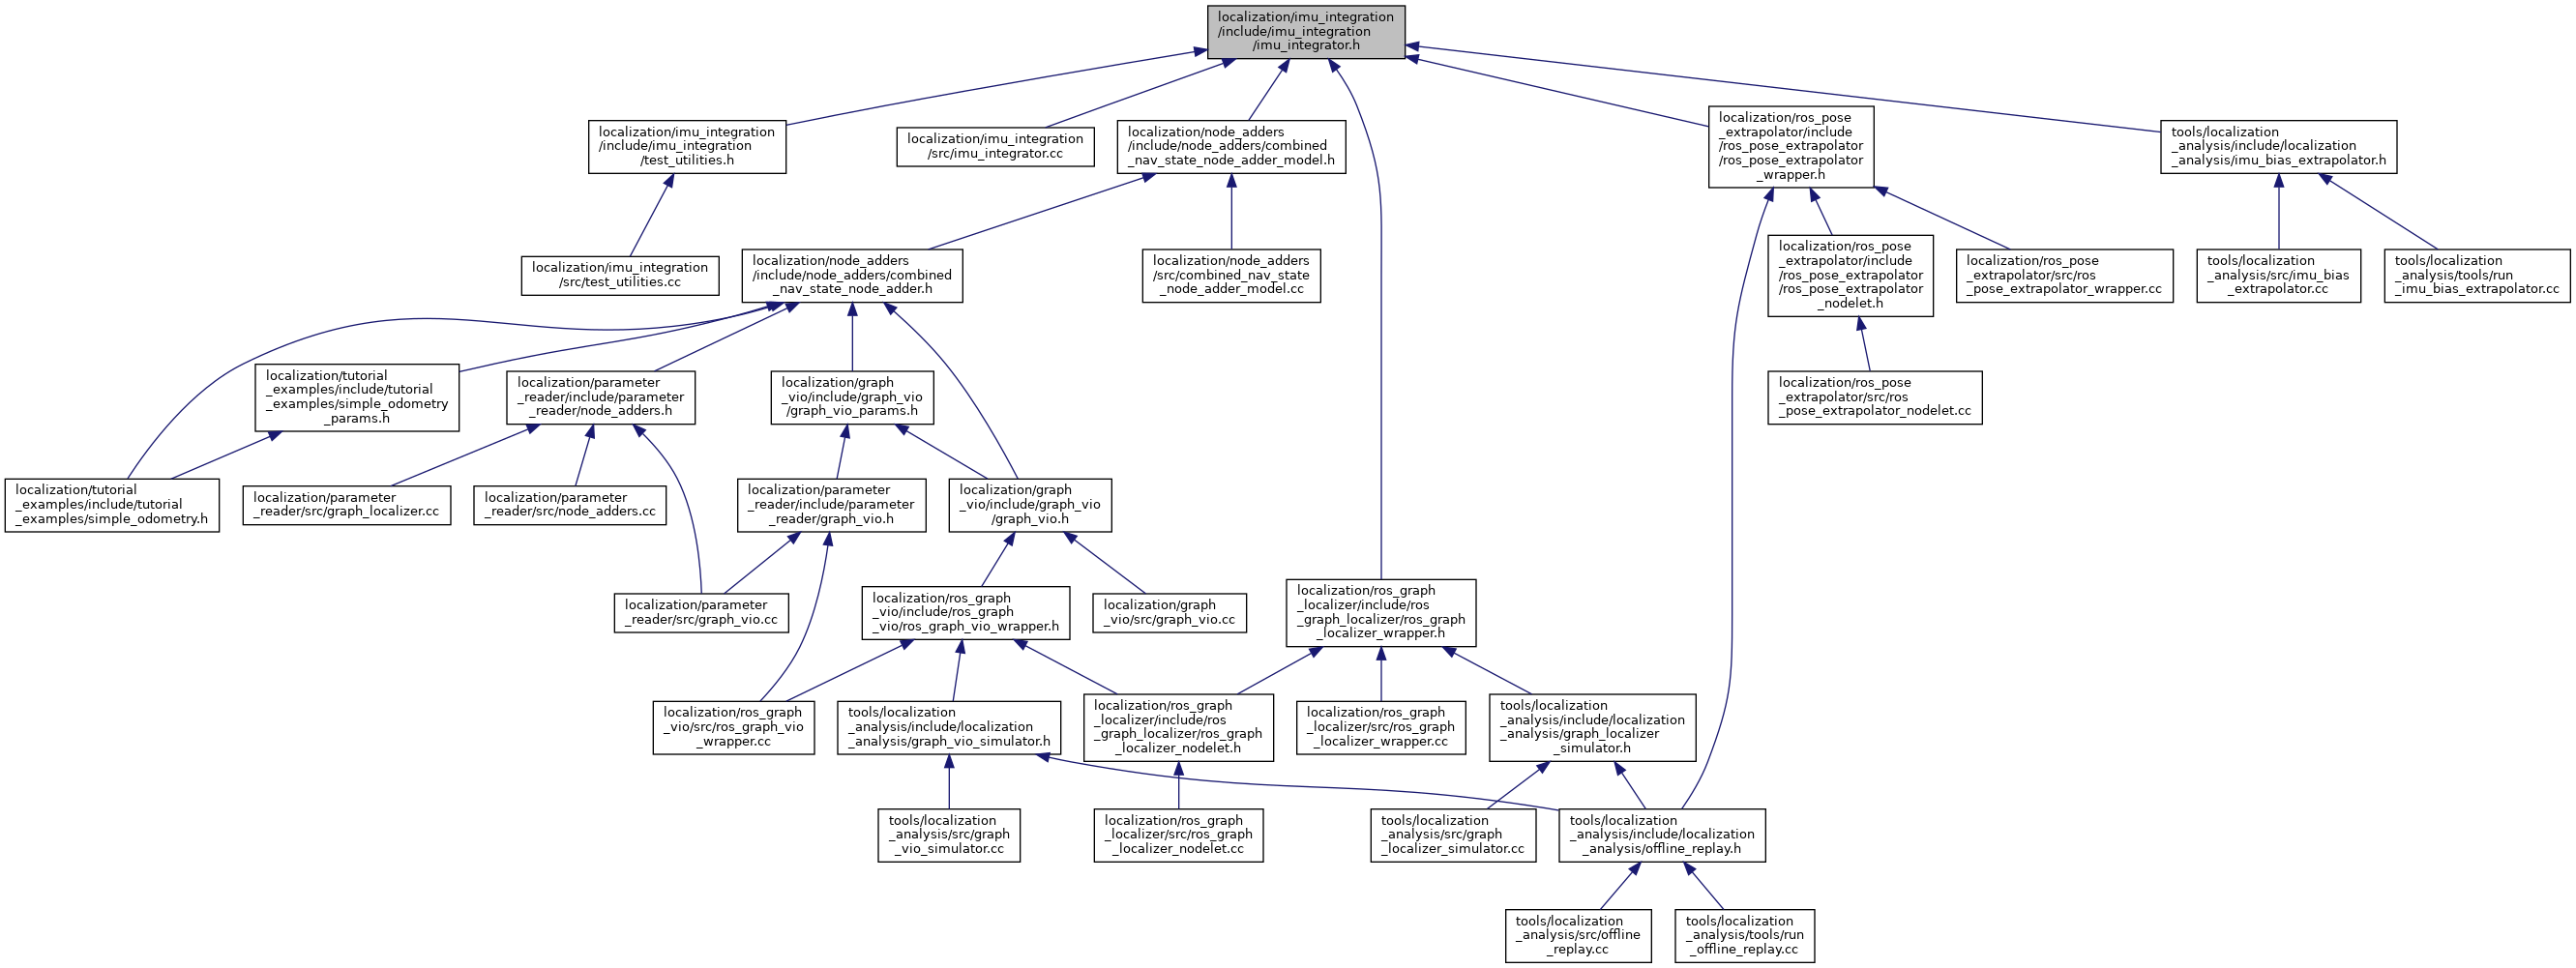 localization/imu_integration
/include/imu_integration
/imu_integrator.h
localization/imu_integration
/include/imu_integration
/test_utilities.h
localization/imu_integration
/src/imu_integrator.cc
localization/node_adders
/include/node_adders/combined
_nav_state_node_adder_model.h
localization/ros_pose
_extrapolator/include
/ros_pose_extrapolator
/ros_pose_extrapolator
_wrapper.h
tools/localization
_analysis/include/localization
_analysis/imu_bias_extrapolator.h
localization/imu_integration
/src/test_utilities.cc
localization/node_adders
/include/node_adders/combined
_nav_state_node_adder.h
localization/node_adders
/src/combined_nav_state
_node_adder_model.cc
localization/ros_pose
_extrapolator/include
/ros_pose_extrapolator
/ros_pose_extrapolator
_nodelet.h
localization/ros_pose
_extrapolator/src/ros
_pose_extrapolator_wrapper.cc
tools/localization
_analysis/src/imu_bias
_extrapolator.cc
tools/localization
_analysis/tools/run
_imu_bias_extrapolator.cc
localization/tutorial
_examples/include/tutorial
_examples/simple_odometry
_params.h
localization/parameter
_reader/include/parameter
_reader/node_adders.h
localization/graph
_vio/include/graph_vio
/graph_vio_params.h
localization/ros_pose
_extrapolator/src/ros
_pose_extrapolator_nodelet.cc
localization/tutorial
_examples/include/tutorial
_examples/simple_odometry.h
localization/parameter
_reader/src/graph_localizer.cc
localization/parameter
_reader/src/node_adders.cc
localization/parameter
_reader/include/parameter
_reader/graph_vio.h
localization/graph
_vio/include/graph_vio
/graph_vio.h
localization/parameter
_reader/src/graph_vio.cc
localization/ros_graph
_vio/include/ros_graph
_vio/ros_graph_vio_wrapper.h
localization/graph
_vio/src/graph_vio.cc
localization/ros_graph
_localizer/include/ros
_graph_localizer/ros_graph
_localizer_wrapper.h
localization/ros_graph
_vio/src/ros_graph_vio
_wrapper.cc
tools/localization
_analysis/include/localization
_analysis/graph_vio_simulator.h
localization/ros_graph
_localizer/include/ros
_graph_localizer/ros_graph
_localizer_nodelet.h
localization/ros_graph
_localizer/src/ros_graph
_localizer_wrapper.cc
tools/localization
_analysis/include/localization
_analysis/graph_localizer
_simulator.h
tools/localization
_analysis/src/graph
_vio_simulator.cc
localization/ros_graph
_localizer/src/ros_graph
_localizer_nodelet.cc
tools/localization
_analysis/src/graph
_localizer_simulator.cc
tools/localization
_analysis/include/localization
_analysis/offline_replay.h
tools/localization
_analysis/src/offline
_replay.cc
tools/localization
_analysis/tools/run
_offline_replay.cc